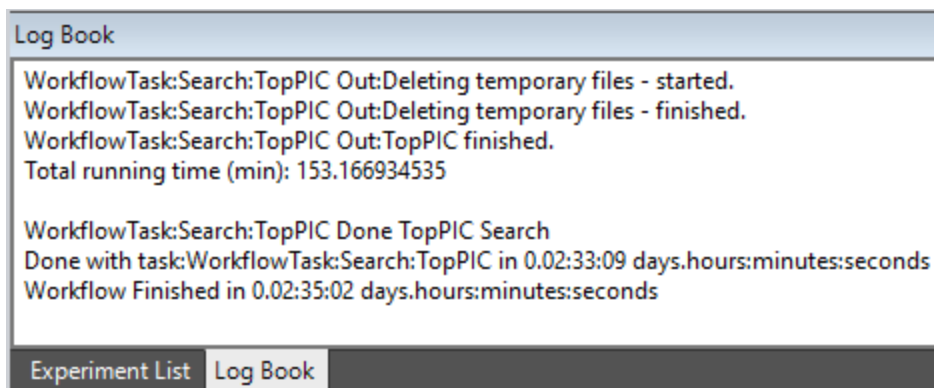 Log Book
WorkflowTask:Search:TopPIC Out:Deleting temporary files - started.
WorkflowTask:Search:TopPIC Out:Deleting temporary files - finished.
WorkflowTask:Search:TopPIC Out:TopPIC finished.
Total running time (min): 153.166934535
WorkflowTask:Search:TopPIC Done TopPIC Search
Done with task:WorkflowTask:Search:TopPIC in 0.02:33:09 days.hours:minutes:seconds
Workflow Finished in 0.02:35:02 days.hours:minutes:seconds
Experiment List Log Book